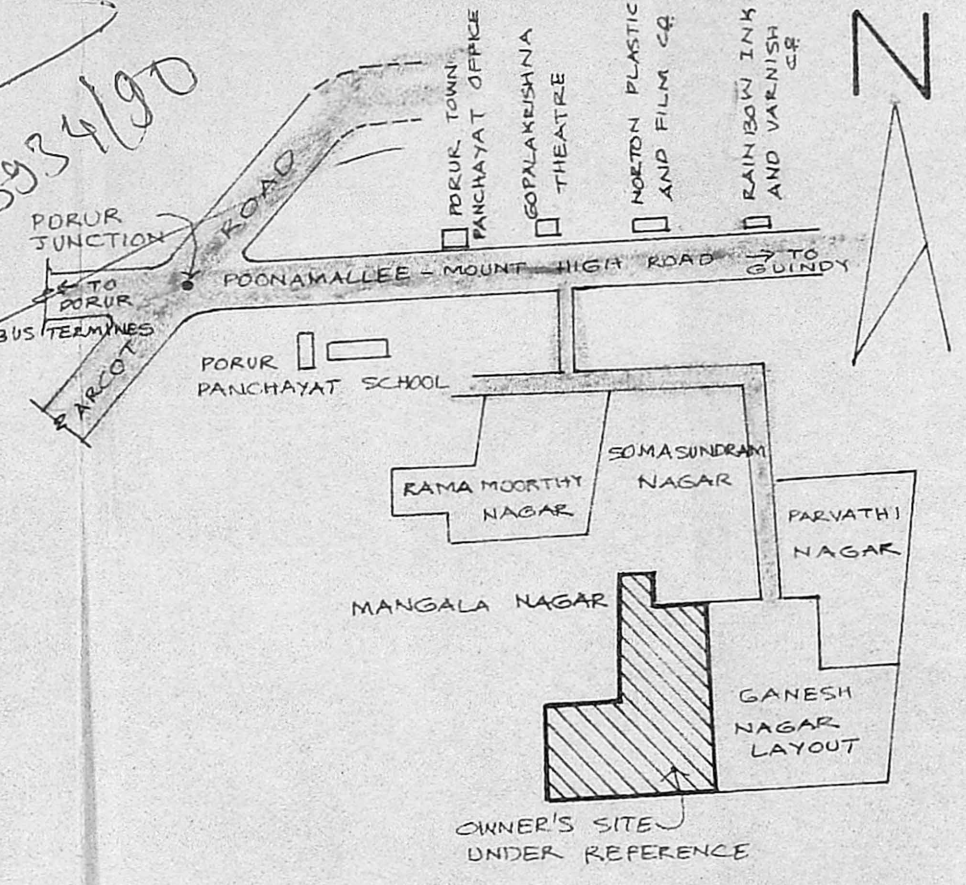 N
3934/90
PORUR TOWN
PANCHAYAT OFFICE
GOPALAKRISHNA
THEATRE
NORTON PLASTIC
AND FILM CO
RAINBOW INK
AND VARNISH
CO
PORUR
JUNCTION
ROAD
POONAMALLEE - MOUNT HIGH ROAD → TO
GUINDY
← TO
PORUR
BUS TERMINES
ARCOT
PORUR
PANCHAYAT SCHOOL
RAMA MOORTHY
NAGAR
SOMASUNDRAM
NAGAR
PARVATHI
NAGAR
MANGALA NAGAR
GANESH
NAGAR
LAYOUT
OWNER'S SITE
UNDER REFERENCE